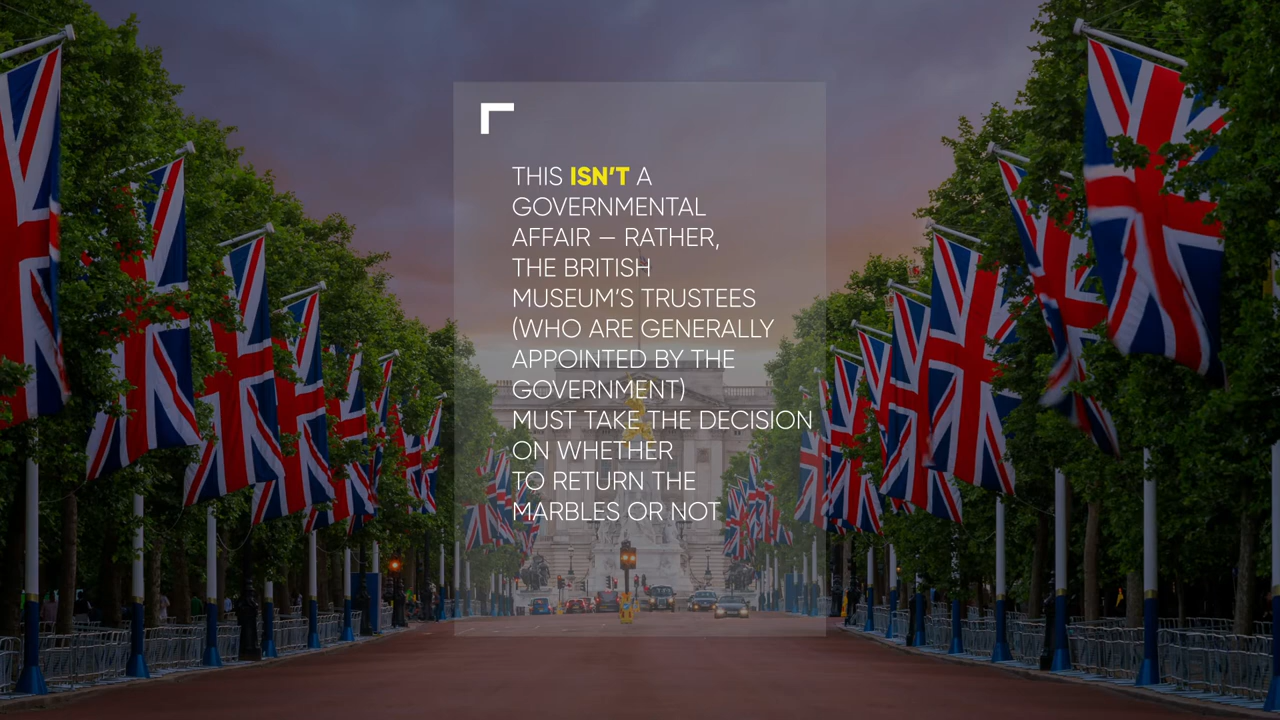 THIS ISN'T A
GOVERNMENTAL
AFFAIR – RATHER,
THE BRITISH
MUSEUM'S TRUSTEES
(WHO ARE GENERALLY
APPOINTED BY THE
GOVERNMENT)
MUST TAKE THE DECISION
ON WHETHER
TO RETURN THE
MARBLES OR NOT